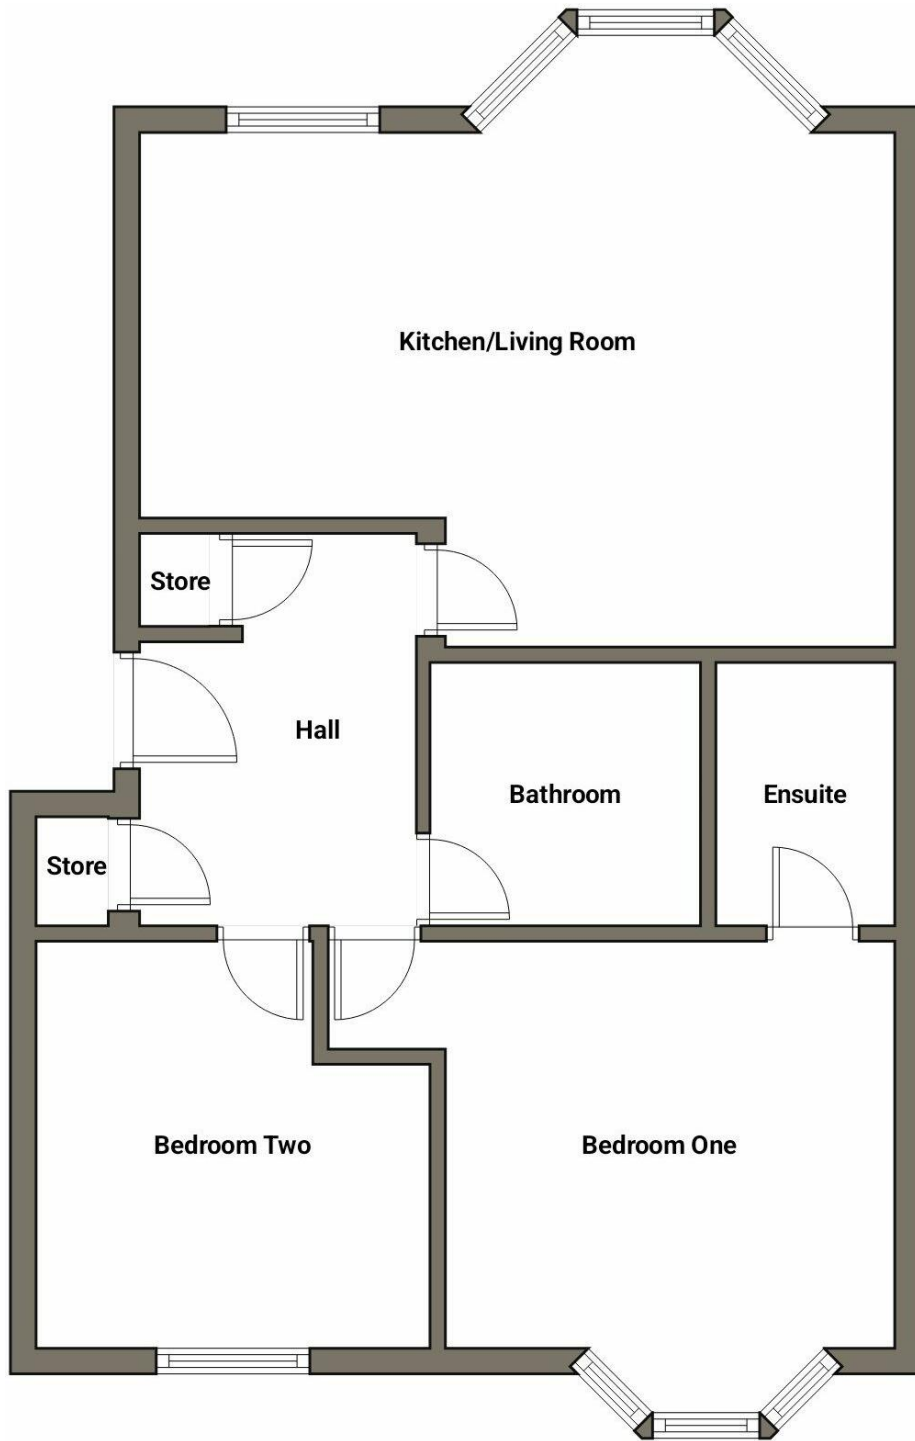 Kitchen/Living Room
Store
Hall
Bathroom
Ensuite
Store
Bedroom Two
Bedroom One